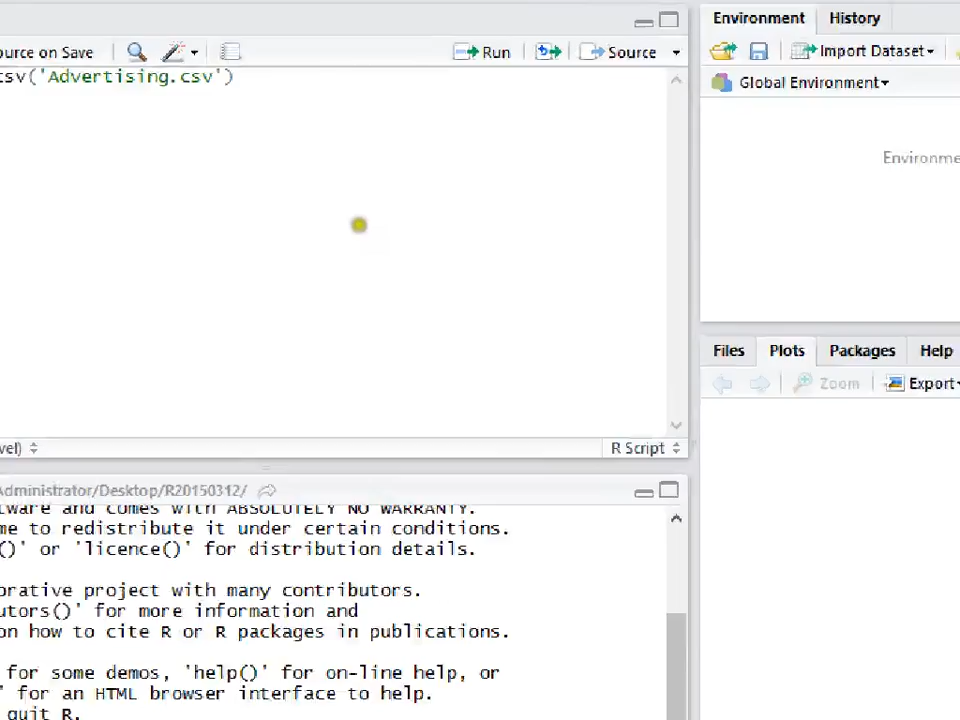 Environment History
ource on Save Run Source Import Dataset
csv('Advertising.csv') Global Environment
Environme
Files Plots Packages Help
Zoom Export
vel) R Script
Administrator/Desktop/R20150312/
tware and comes with ABSOLUTELY NO WARRANTY.
me to redistribute it under certain conditions.
()' or 'licence()' for distribution details.
orative project with many contributors.
utors()' for more information and
on how to cite R or R packages in publications.
for some demos, 'help()' for on-line help, or
' for an HTML browser interface to help.
quit R.